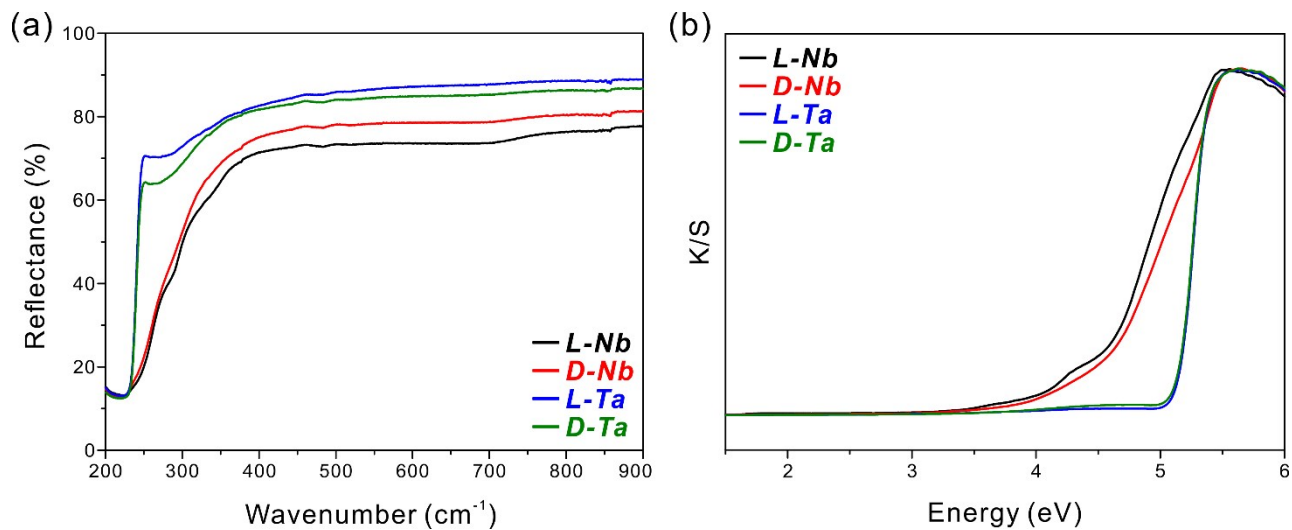 (a)
100
80
60
40
20
0
Reflectance (%)
L-Nb
D-Nb
L-Ta
D-Ta
200 300 400 500 600 700 800 900
Wavenumber (cm⁻¹)
(b)
L-Nb
D-Nb
L-Ta
D-Ta
K/S
2 3 4 5 6
Energy (eV)